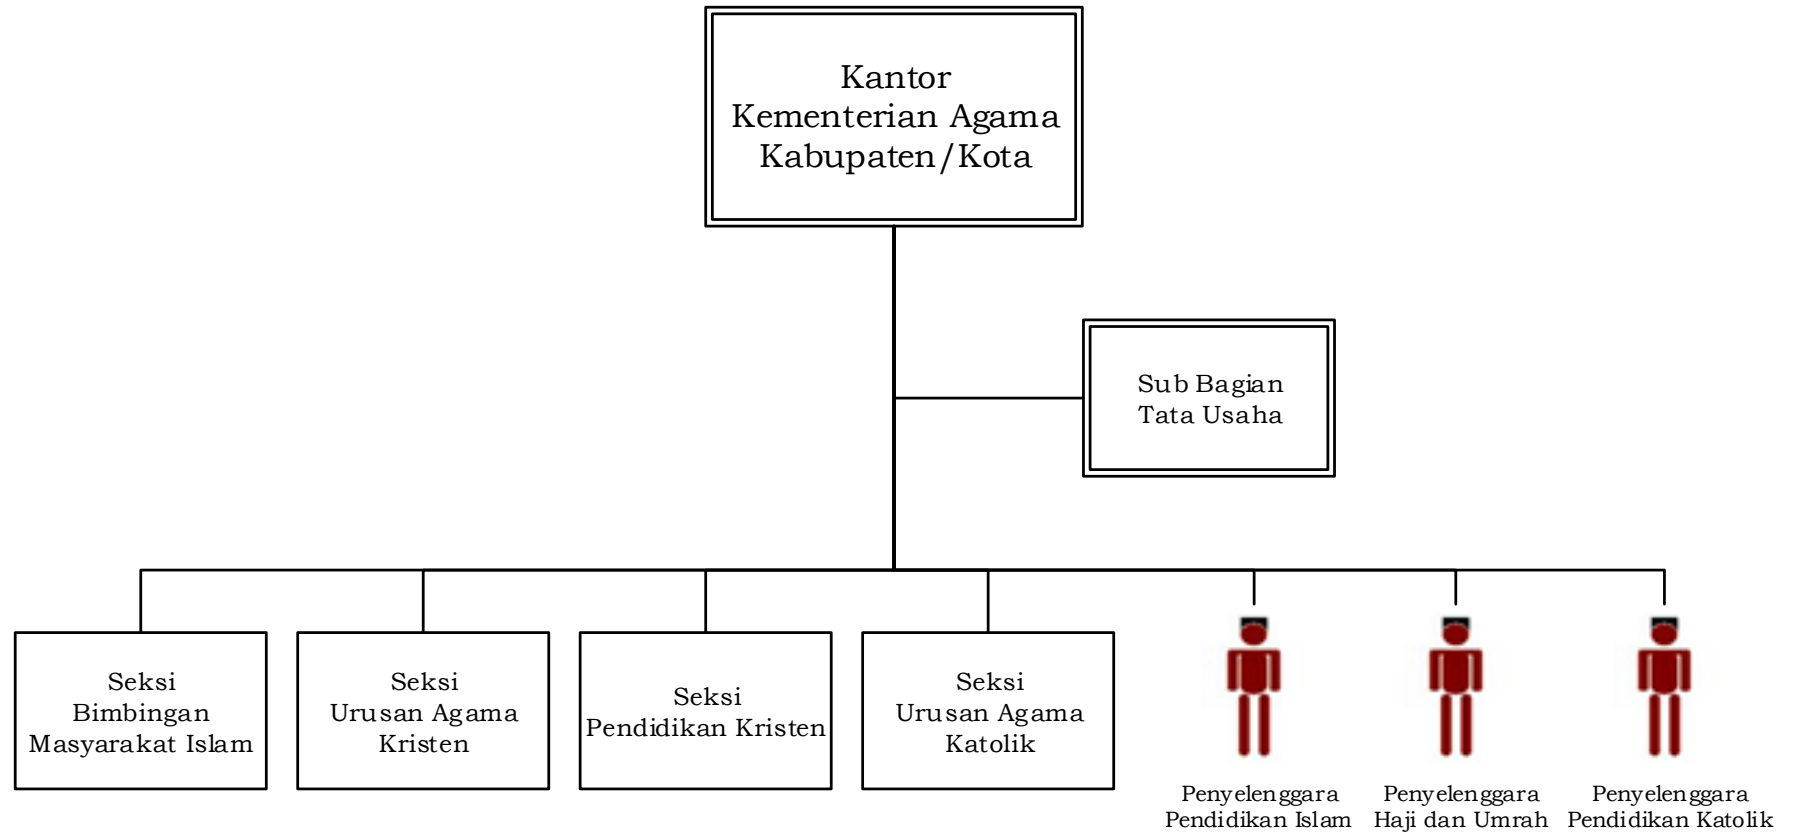 Kantor
Kementerian Agama
Kabupaten/Kota
Sub Bagian
Tata Usaha
Seksi
Bimbingan
Masyarakat Islam
Seksi
Urusan Agama
Kristen
Seksi
Pendidikan Kristen
Seksi
Urusan Agama
Katolik
Penyelenggara
Pendidikan Islam
Penyelenggara
Haji dan Umrah
Penyelenggara
Pendidikan Katolik